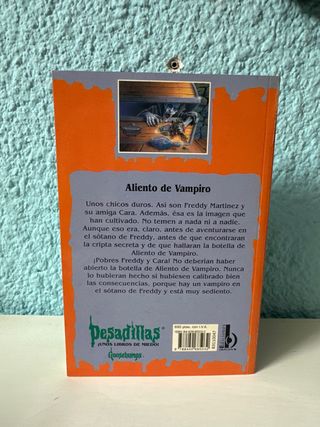 Aliento de Vampiro
Unos chicos duros. Así son Freddy Martínez y
su amiga Cara. Además, ésa es la imagen que
han cultivado. No temen a nada ni a nadie.
Aunque eso era, claro, antes de aventurarse en el
sótano de Freddy, antes de que encontraran
la cripta secreta y de que hallaran la botella de
Aliento de Vampiro.
¡Pobres Freddy y Cara! No deberían haber
abierto la botella de Aliento de Vampiro. Nunca
lo hubieran hecho si hubiesen calibrado bien
las consecuencias, porque hay un vampiro en
el sótano de Freddy y está muy sediento.
Pesadillas
¡UNOS LIBROS DE MIEDO!
Goosebumps